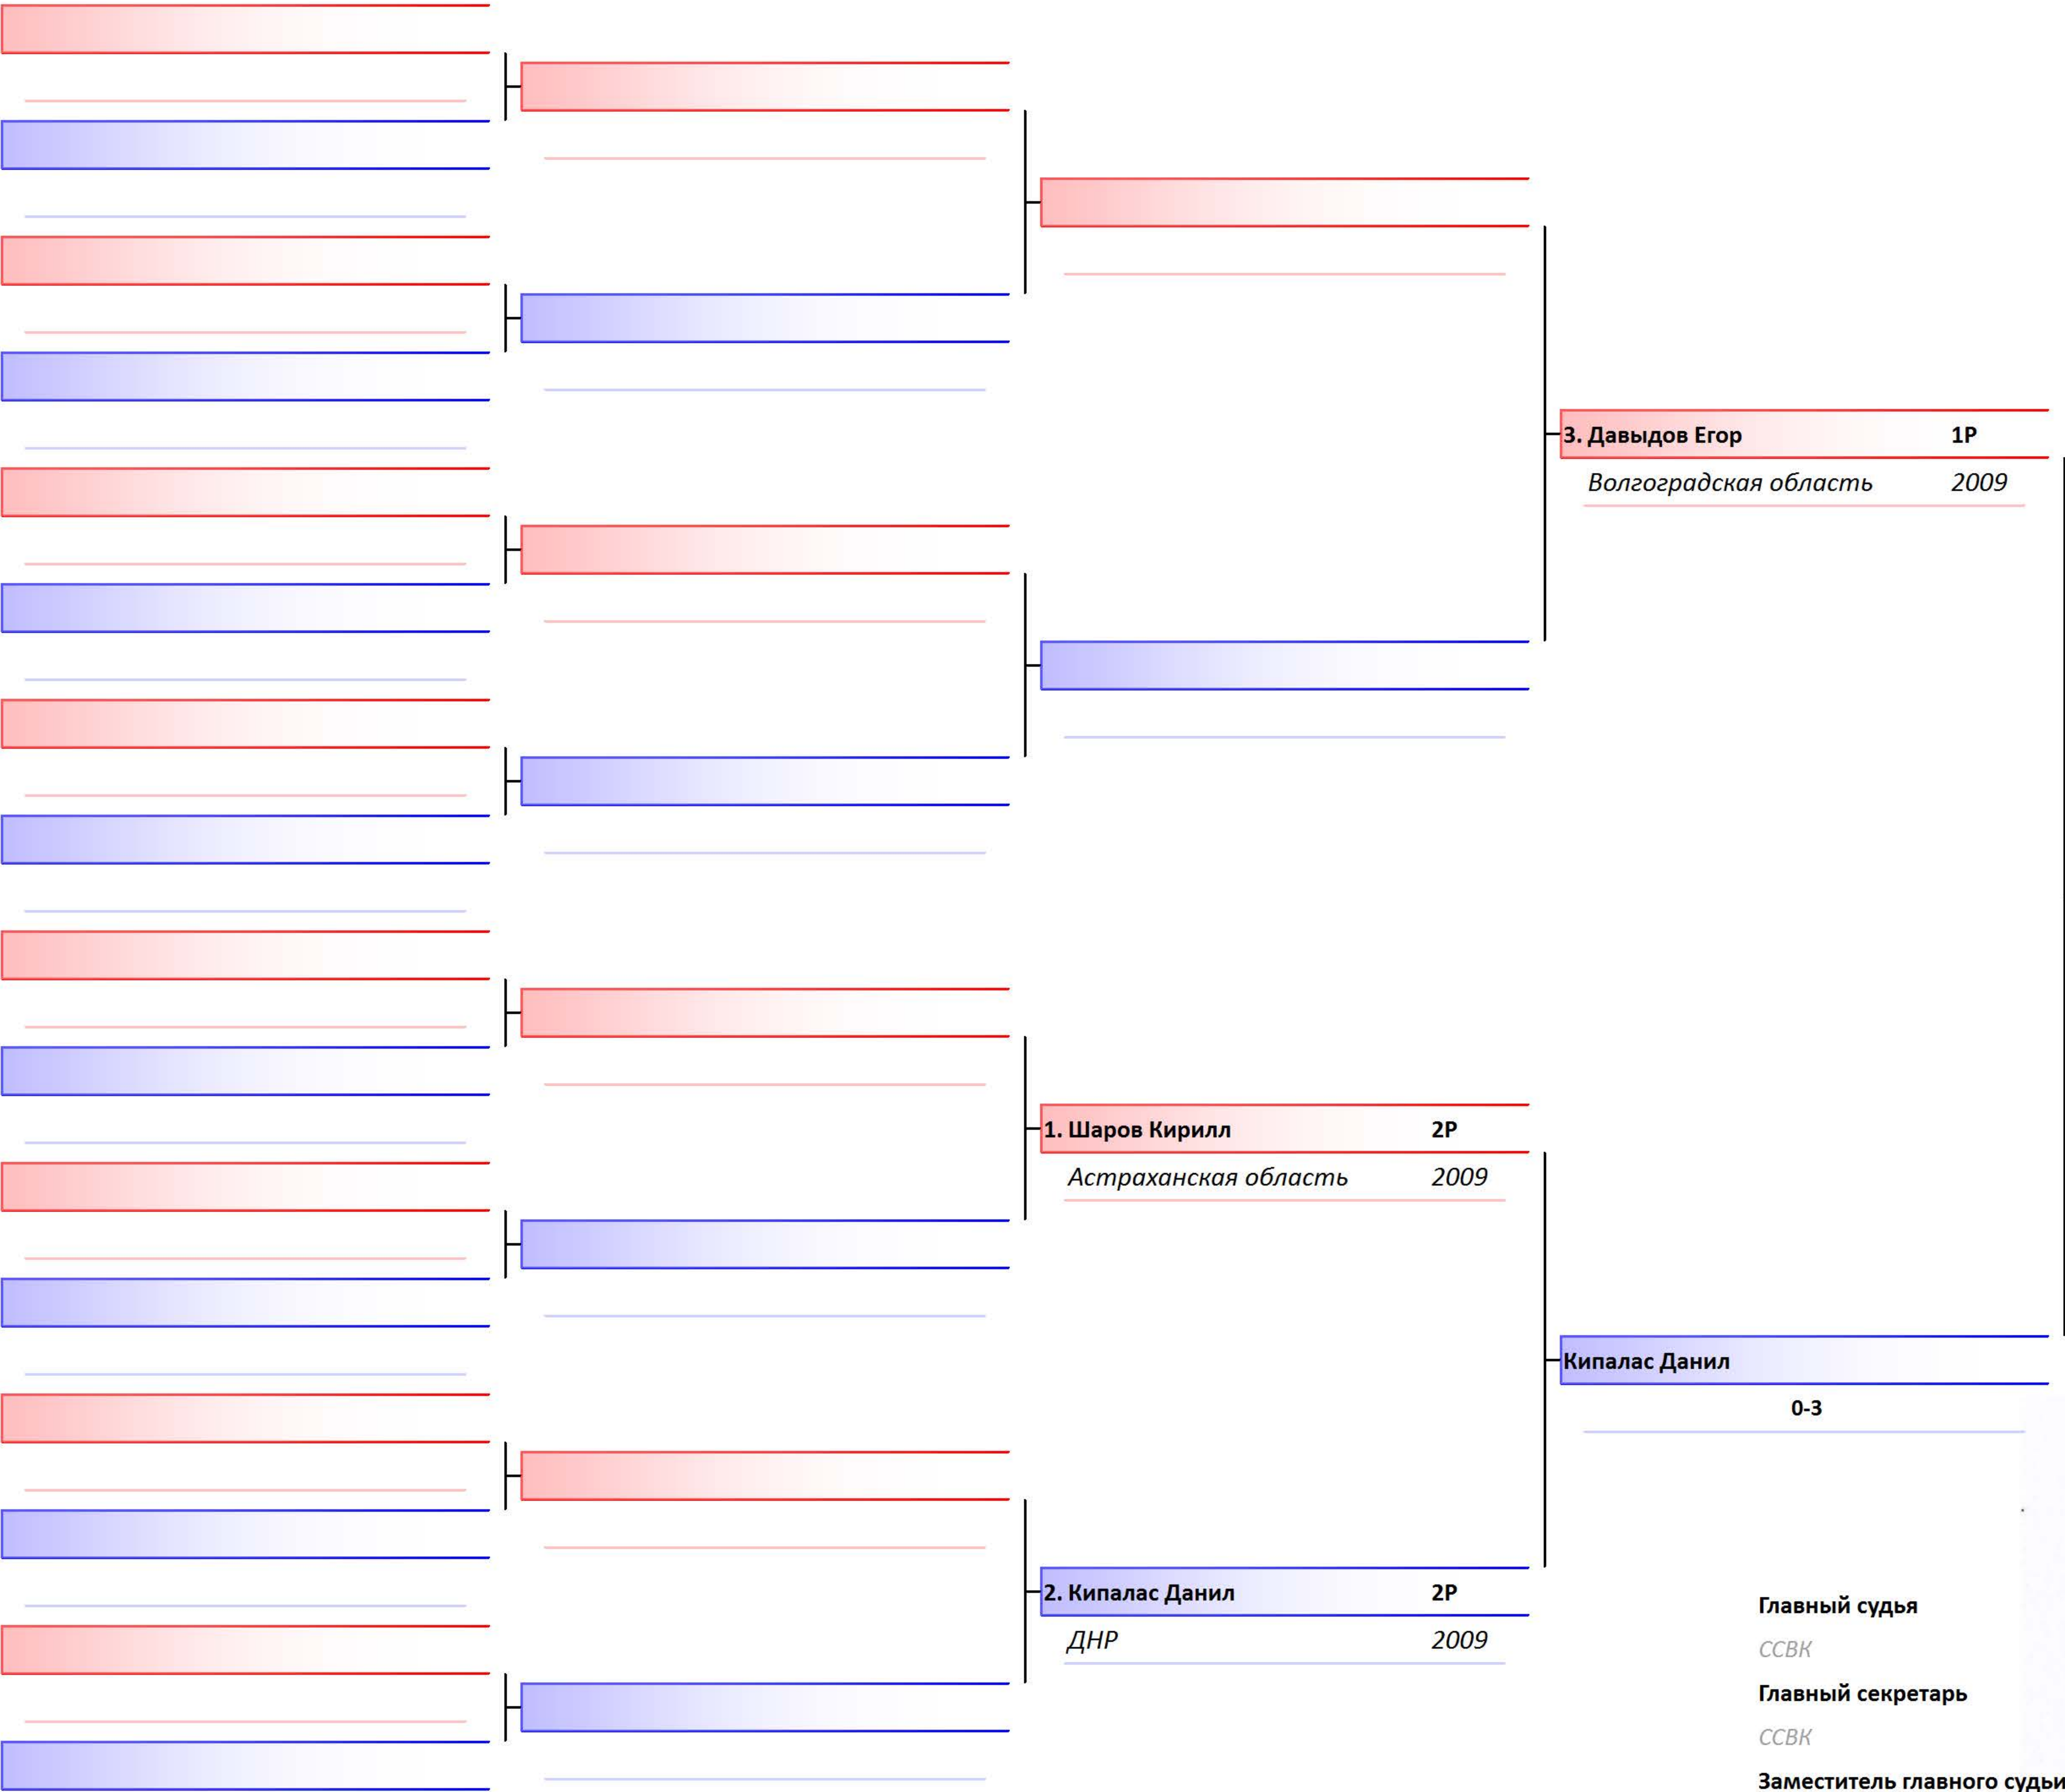 3. Давыдов Егор 1Р
Волгоградская область 2009
1. Шаров Кирилл 2Р
Астраханская область 2009
Кипалас Данил
0-3
2. Кипалас Данил 2Р
ДНР 2009
Главный судья
ССВК
Главный секретарь
ССВК
Заместитель главного судьи